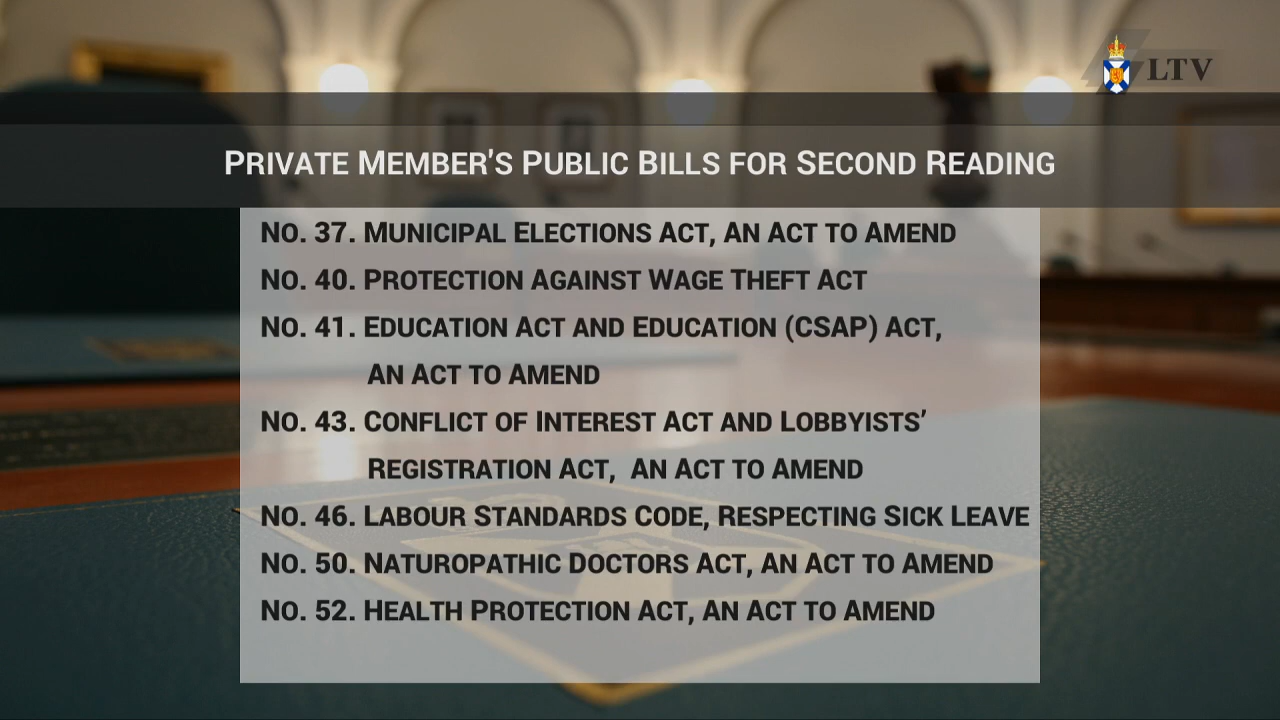 LTV
PRIVATE MEMBER'S PUBLIC BILLS FOR SECOND READING
NO. 37. MUNICIPAL ELECTIONS ACT, AN ACT TO AMEND
NO. 40. PROTECTION AGAINST WAGE THEFT ACT
NO. 41. EDUCATION ACT AND EDUCATION (CSAP) ACT,
AN ACT TO AMEND
NO. 43. CONFLICT OF INTEREST ACT AND LOBBYISTS’
REGISTRATION ACT,  AN ACT TO AMEND
NO. 46. LABOUR STANDARDS CODE, RESPECTING SICK LEAVE
NO. 50. NATUROPATHIC DOCTORS ACT, AN ACT TO AMEND
NO. 52. HEALTH PROTECTION ACT, AN ACT TO AMEND